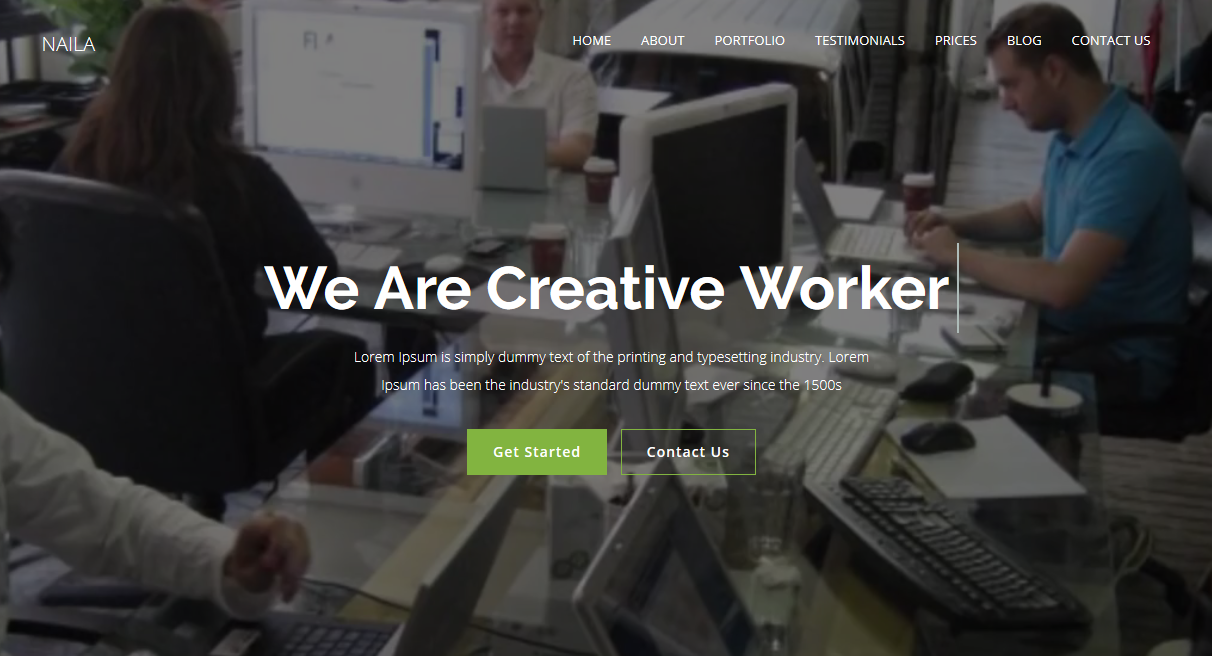 NAILA
HOME ABOUT PORTFOLIO TESTIMONIALS PRICES BLOG CONTACT US
We Are Creative Worker
Lorem Ipsum is simply dummy text of the printing and typesetting industry. Lorem
Ipsum has been the industry's standard dummy text ever since the 1500s
Get Started Contact Us